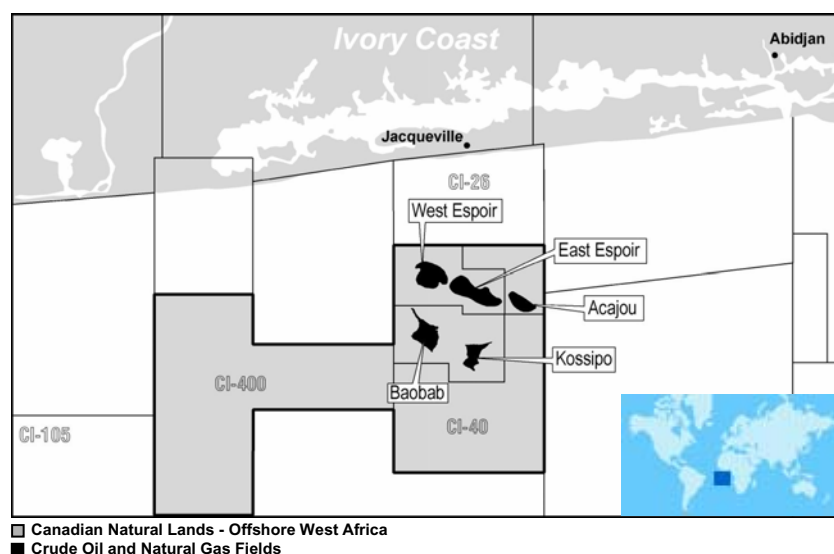 Ivory Coast
Abidjan
Jacqueville
CI-26
West Espoir
East Espoir
Acajou
Kossipo
CI-400
Baobab
CI-40
CI-105
Canadian Natural Lands - Offshore West Africa
Crude Oil and Natural Gas Fields